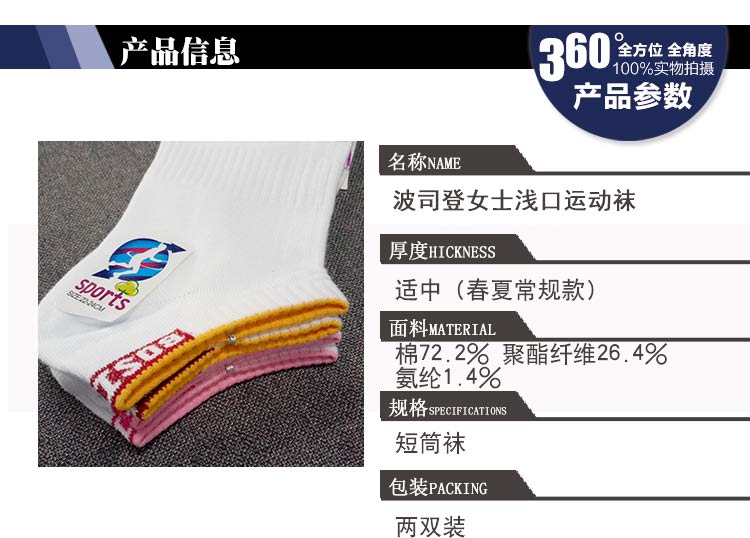 产品信息
360°全方位 全角度
100%实物拍摄
产品参数
sports
SIZE:22-24CM
BOS
名称NAME
波司登女士浅口运动袜
厚度HICKNESS
适中（春夏常规款）
面料MATERIAL
棉72.2% 聚酯纤维26.4%
氨纶1.4%
规格SPECIFICATIONS
短筒袜
包装PACKING
两双装